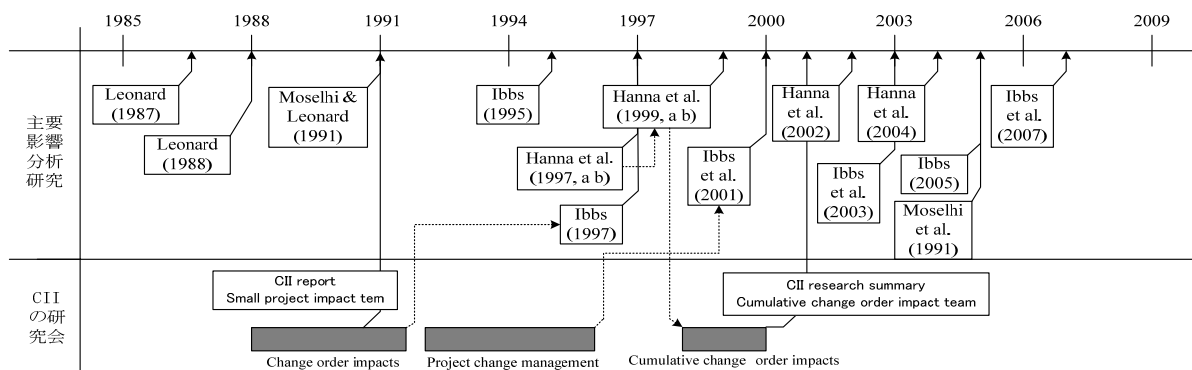 1985 1988 1991 1994 1997 2000 2003 2006 2009
主要
影響
分析
研究
Leonard
(1987)
Leonard
(1988)
Moselhi &
Leonard
(1991)
Ibbs
(1995)
Hanna et al.
(1997, a b)
Ibbs
(1997)
Hanna et al.
(1999, a b)
Ibbs
et al.
(2001)
Hanna
et al.
(2002)
Ibbs
et al.
(2003)
Hanna
et al.
(2004)
Ibbs
(2005)
Moselhi
et al.
(1991)
Ibbs
et al.
(2007)
CII
の研
究会
CII report
Small project impact tem
CII research summary
Cumulative change order impact team
Change order impacts
Project change management
Cumulative change order impacts